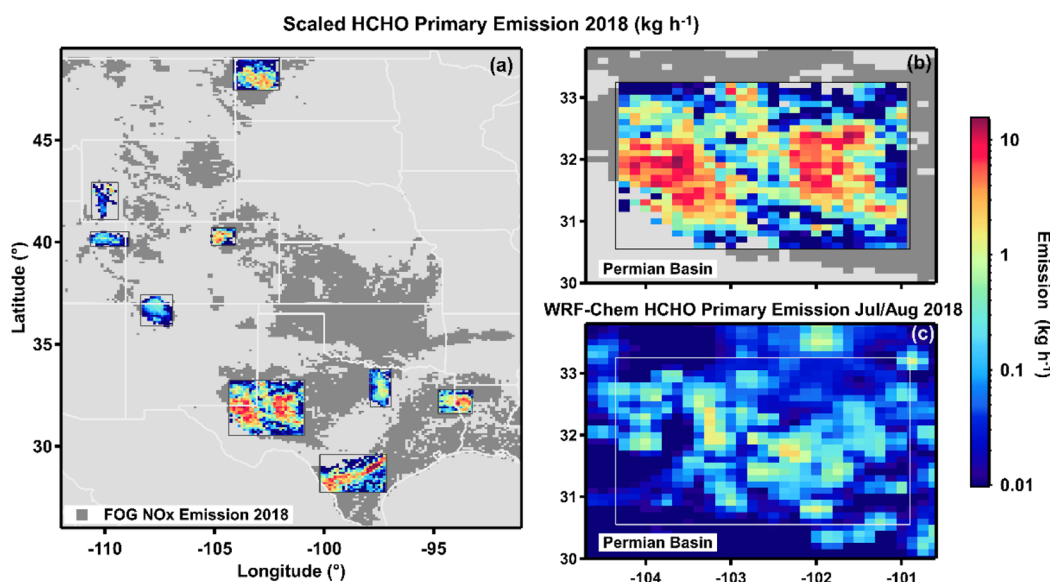 Scaled HCHO Primary Emission 2018 (kg h⁻¹)
(a)
45
40
35
30
Latitude (°)
FOG NOx Emission 2018
-110
-105
-100
-95
Longitude (°)
(b)
33
32
31
30
Permian Basin
WRF-Chem HCHO Primary Emission Jul/Aug 2018
(c)
33
32
31
30
Permian Basin
-104
-103
-102
-101
10
1
0.1
0.01
Emission (kg h⁻¹)